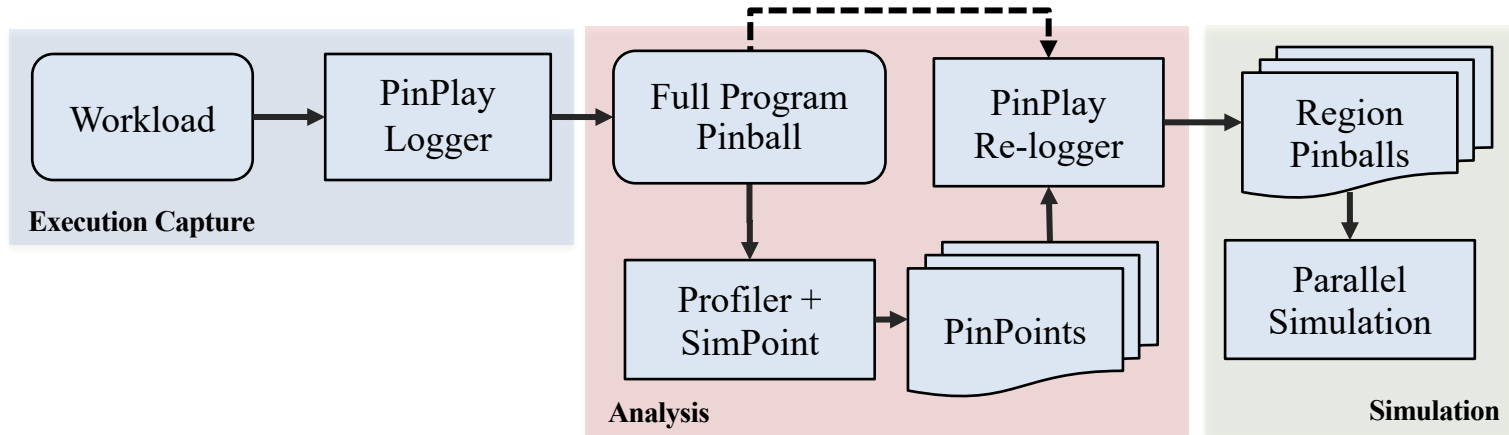 Workload
PinPlay
Logger
Execution Capture
Full Program
Pinball
PinPlay
Re-logger
Profiler +
SimPoint
PinPoints
Analysis
Region
Pinballs
Parallel
Simulation
Simulation